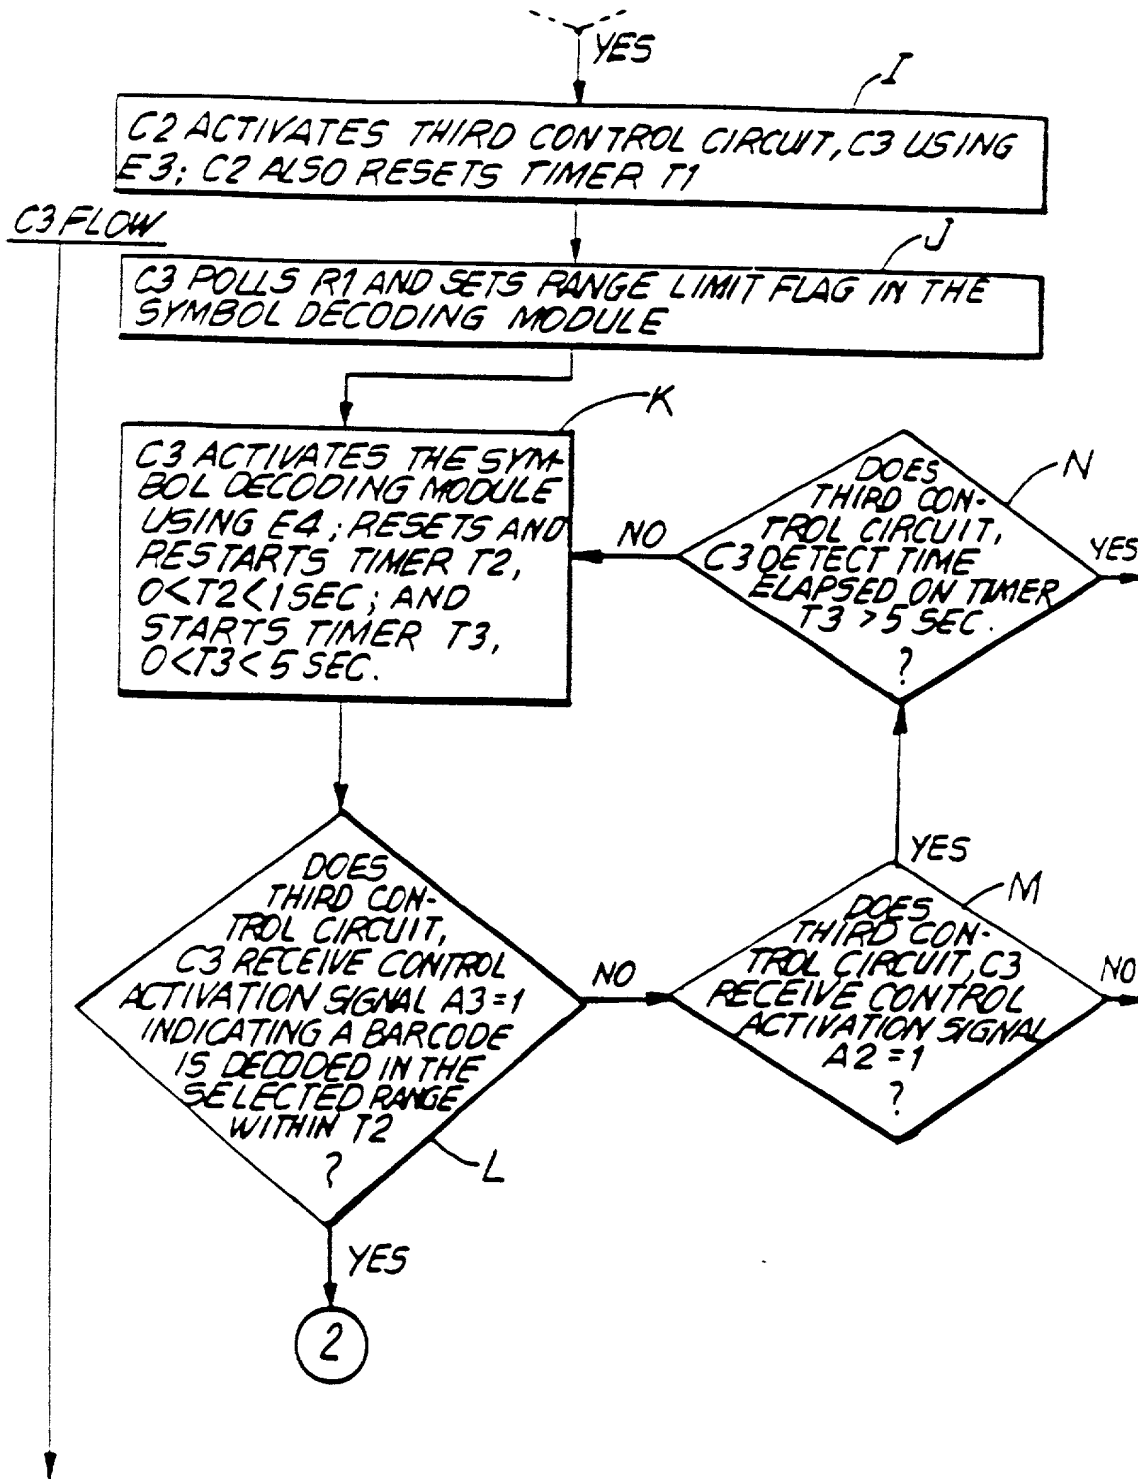 YES
I
C2 ACTIVATES THIRD CONTROL CIRCUIT, C3 USING
E3; C2 ALSO RESETS TIMER T1
C3 FLOW
J
C3 POLLS R1 AND SETS RANGE LIMIT FLAG IN THE
SYMBOL DECODING MODULE
K
C3 ACTIVATES THE SYM-
BOL DECODING MODULE
USING E4; RESETS AND
RESTARTS TIMER T2,
0<T2<1 SEC; AND
STARTS TIMER T3,
0<T3<5 SEC.
NO
DOES
THIRD CON-
TROL CIRCUIT,
C3 DETECT TIME
ELAPSED ON TIMER
T3 >5 SEC.
?
N
YES
DOES
THIRD CON-
TROL CIRCUIT,
C3 RECEIVE CONTROL
ACTIVATION SIGNAL A3=1
INDICATING A BARCODE
IS DECODED IN THE
SELECTED RANGE
WITHIN T2
?
L
NO
YES
M
DOES
THIRD CON-
TROL CIRCUIT, C3
RECEIVE CONTROL
ACTIVATION SIGNAL
A2=1
?
NO
YES
2